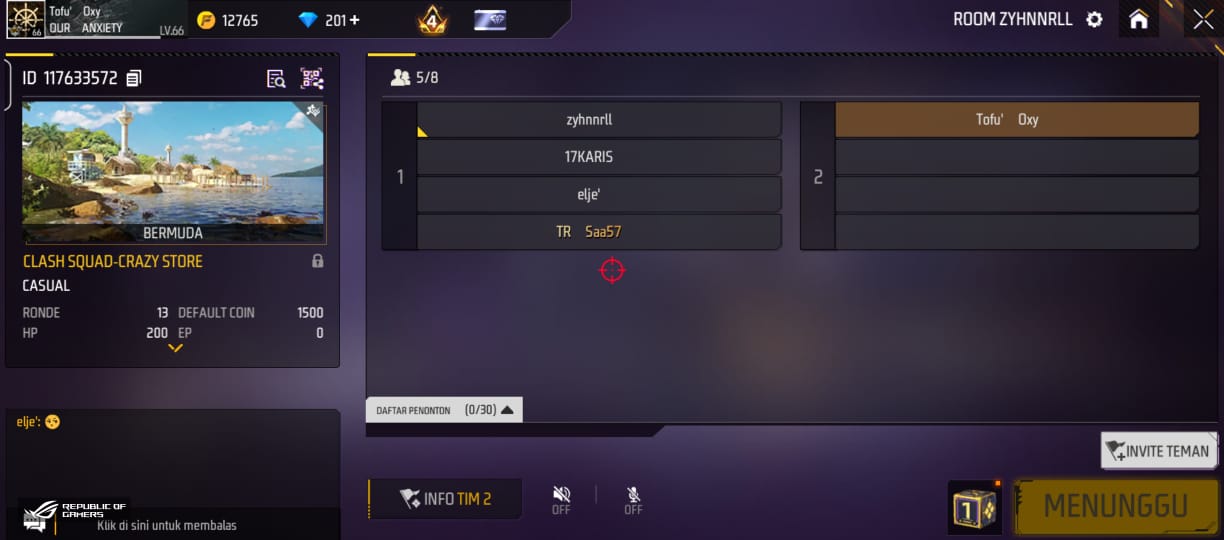 Tofu' Oxy
OUR ANXIETY
66
LV.66
12765
201 +
4
ROOM ZYHNNRLL
ID 117633572
BERMUDA
CLASH SQUAD-CRAZY STORE
CASUAL
RONDE 13 DEFAULT COIN 1500
HP 200 EP 0
5/8
1
zyhnnrll
17KARIS
elje'
TR Saa57
2
Tofu' Oxy
DAFTAR PENONTON (0/30)
elje':
REPUBLIC OF
GAMERS
Klik di sini untuk membalas
INFO TIM 2
OFF
OFF
INVITE TEMAN
1
MENUNGGU